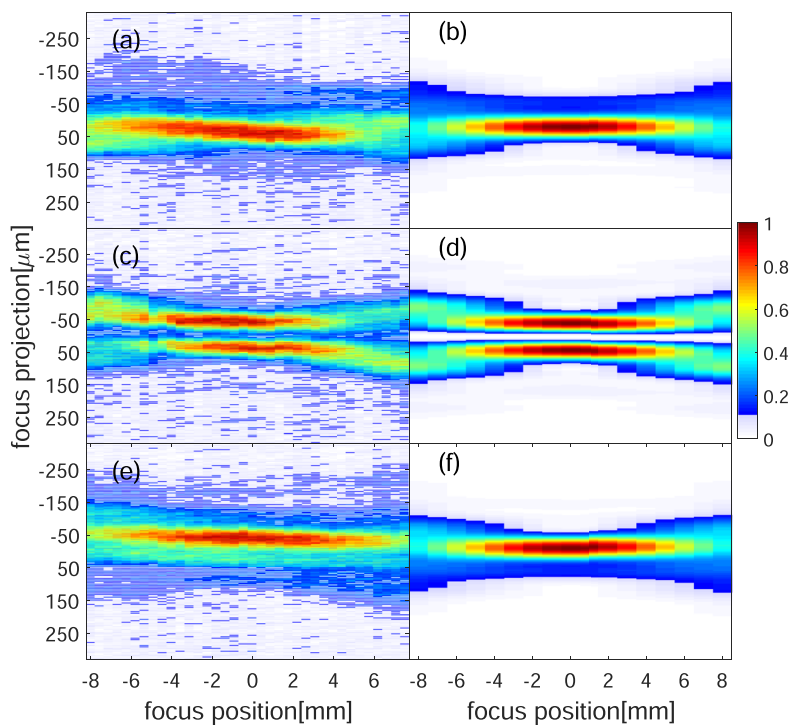 (a)
(b)
-250
-150
-50
50
150
250
(c)
(d)
-250
-150
-50
50
150
250
focus projection[μm]
1
0.8
0.6
0.4
0.2
0
(e)
(f)
-250
-150
-50
50
150
250
-8 -6 -4 -2 0 2 4 6
-8 -6 -4 -2 0 2 4 6 8
focus position[mm]
focus position[mm]